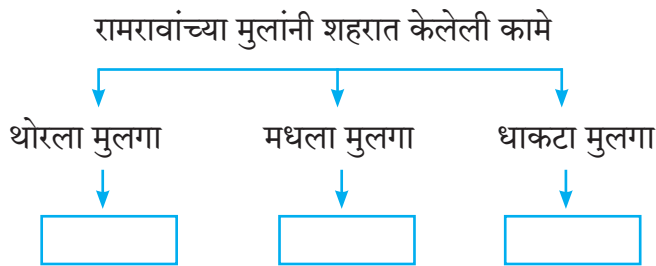 रामरावांच्या मुलांनी शहरात केलेली कामे
थोरला मुलगा मधला मुलगा धाकटा मुलगा